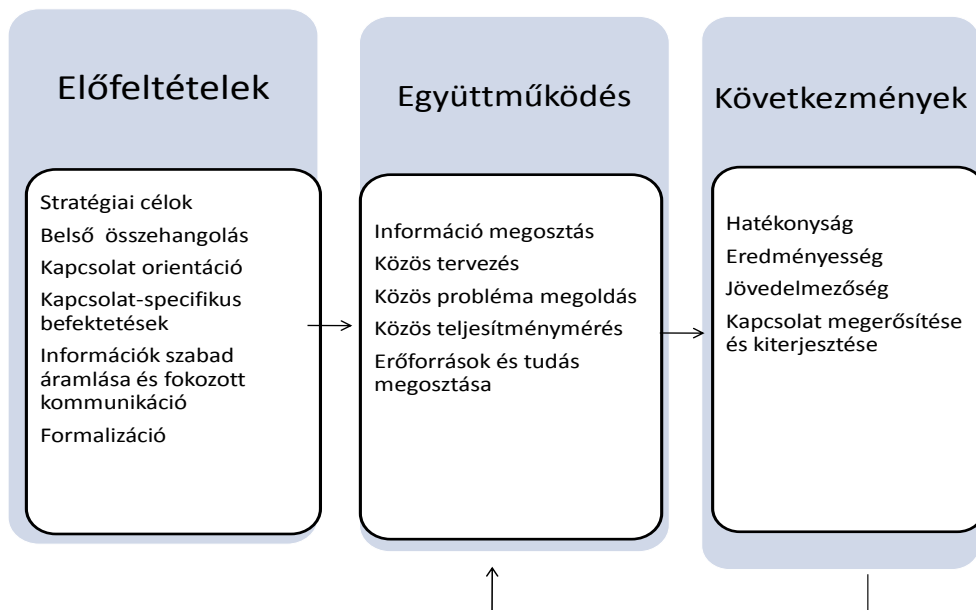 Előfeltételek
Stratégiai célok
Belső összehangolás
Kapcsolat orientáció
Kapcsolat-specifikus
befektetések
Információk szabad
áramlása és fokozott
kommunikáció
Formalizáció
Együttműködés
Információ megosztás
Közös tervezés
Közös probléma megoldás
Közös teljesítménymérés
Erőforrások és tudás
megosztása
Következmények
Hatékonyság
Eredményesség
Jövedelmezőség
Kapcsolat megerősítése
és kiterjesztése